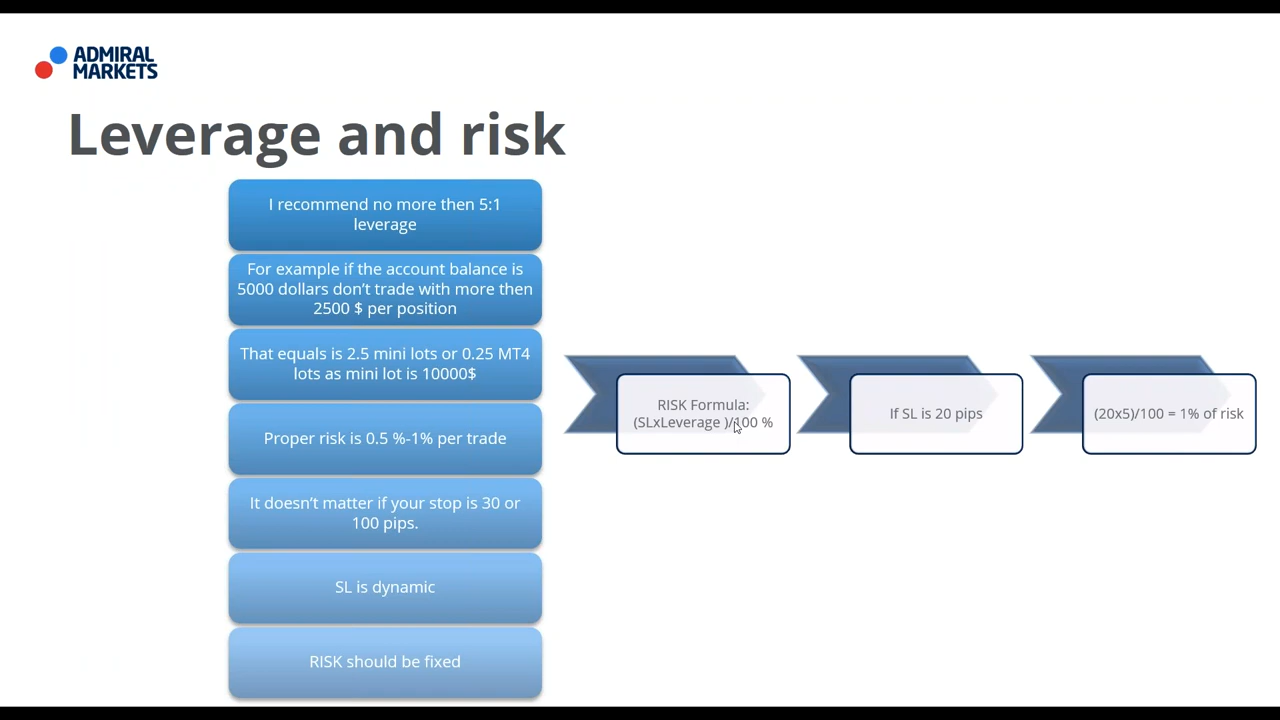 ADMIRAL
MARKETS
Leverage and risk
I recommend no more then 5:1
leverage
For example if the account balance is
5000 dollars don’t trade with more then
2500 $ per position
That equals is 2.5 mini lots or 0.25 MT4
lots as mini lot is 10000$
Proper risk is 0.5 %-1% per trade
It doesn’t matter if your stop is 30 or
100 pips.
SL is dynamic
RISK should be fixed
RISK Formula:
(SLxLeverage )/100 %
If SL is 20 pips
(20x5)/100 = 1% of risk